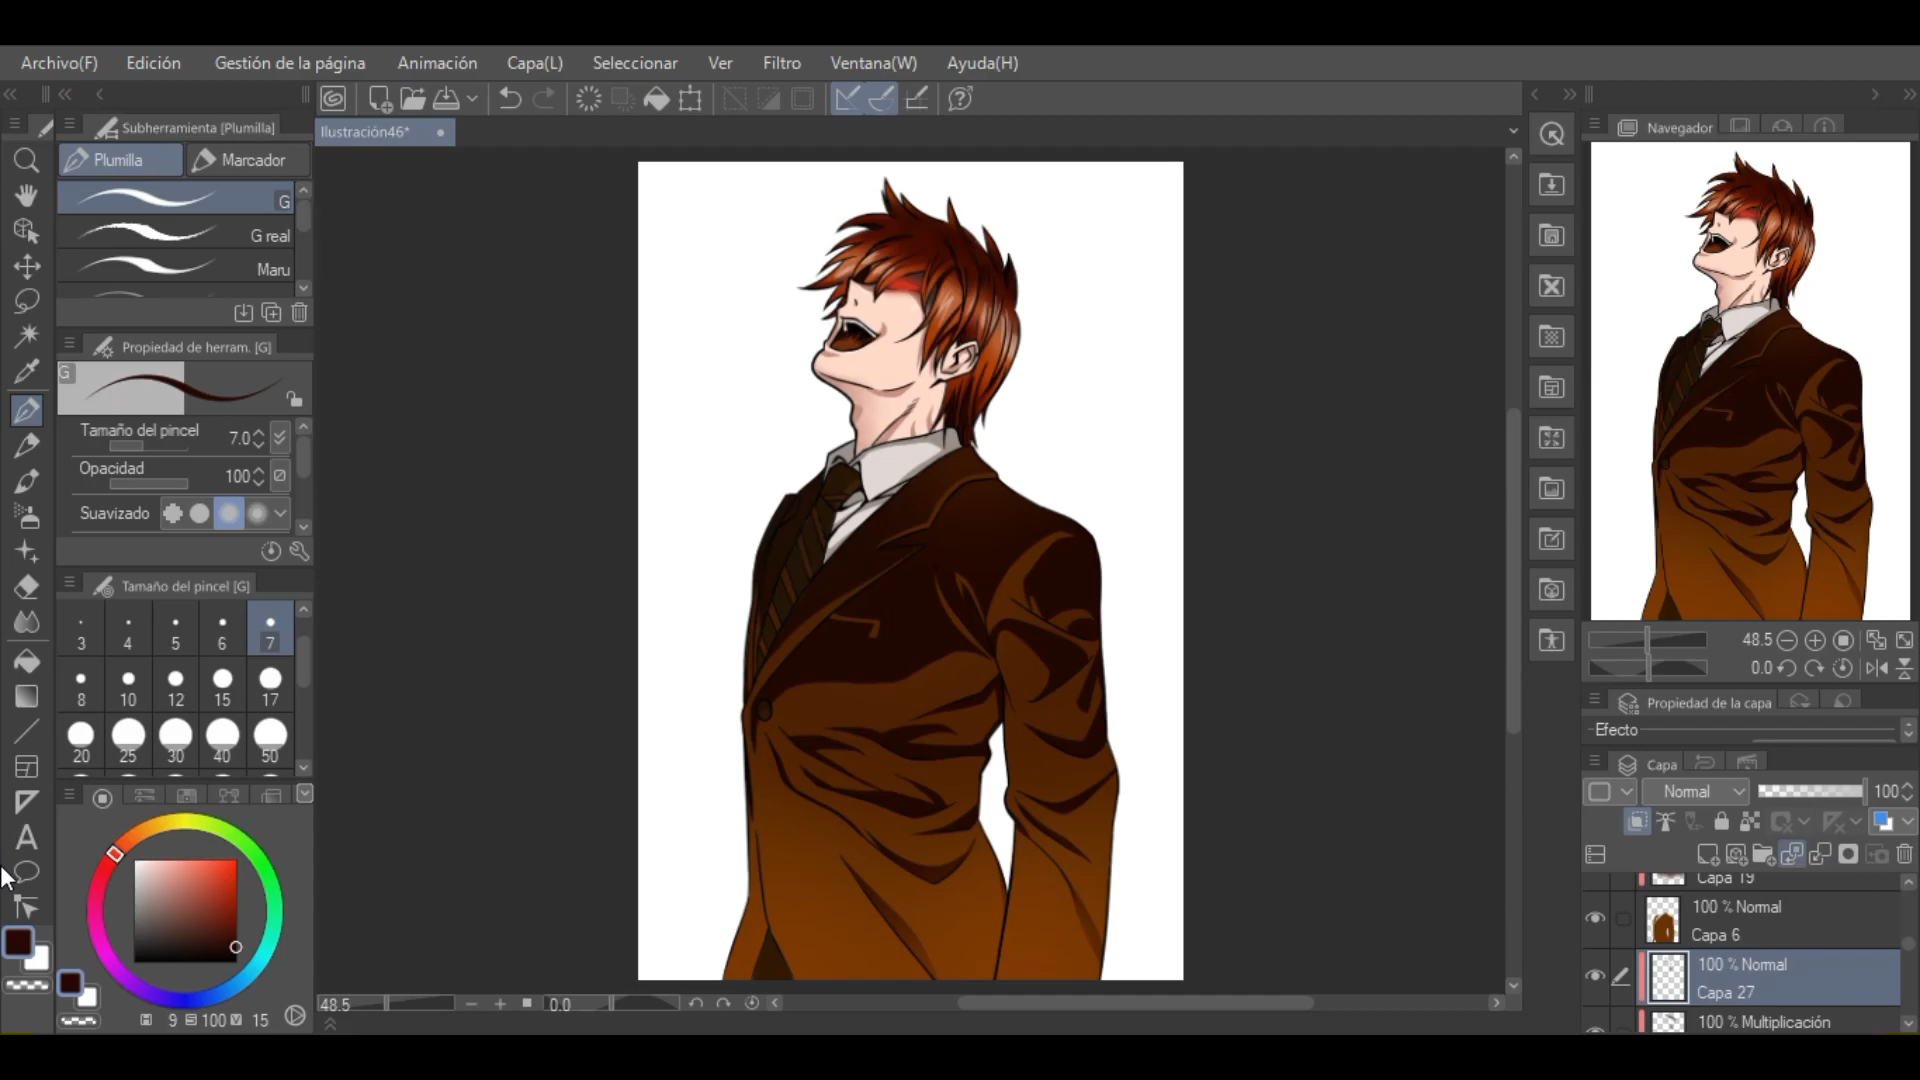 Archivo(F) Edición Gestión de la página Animación Capa(L) Seleccionar Ver Filtro Ventana(W) Ayuda(H)
Subherramienta [Plumilla]
Plumilla Marcador
G
G real
Maru
Propiedad de herram. [G]
G
Tamaño del pincel 7.0
Opacidad 100
Suavizado
Tamaño del pincel [G]
3 4 5 6 7
8 10 12 15 17
20 25 30 40 50
H 9 S 100 V 15
Ilustración46*
48.5 0.0
Navegador
48.5
0.0
Propiedad de la capa
Efecto
Capa
Normal 100
Capa 19
100 % Normal
Capa 6
100 % Normal
Capa 27
100 % Multiplicación